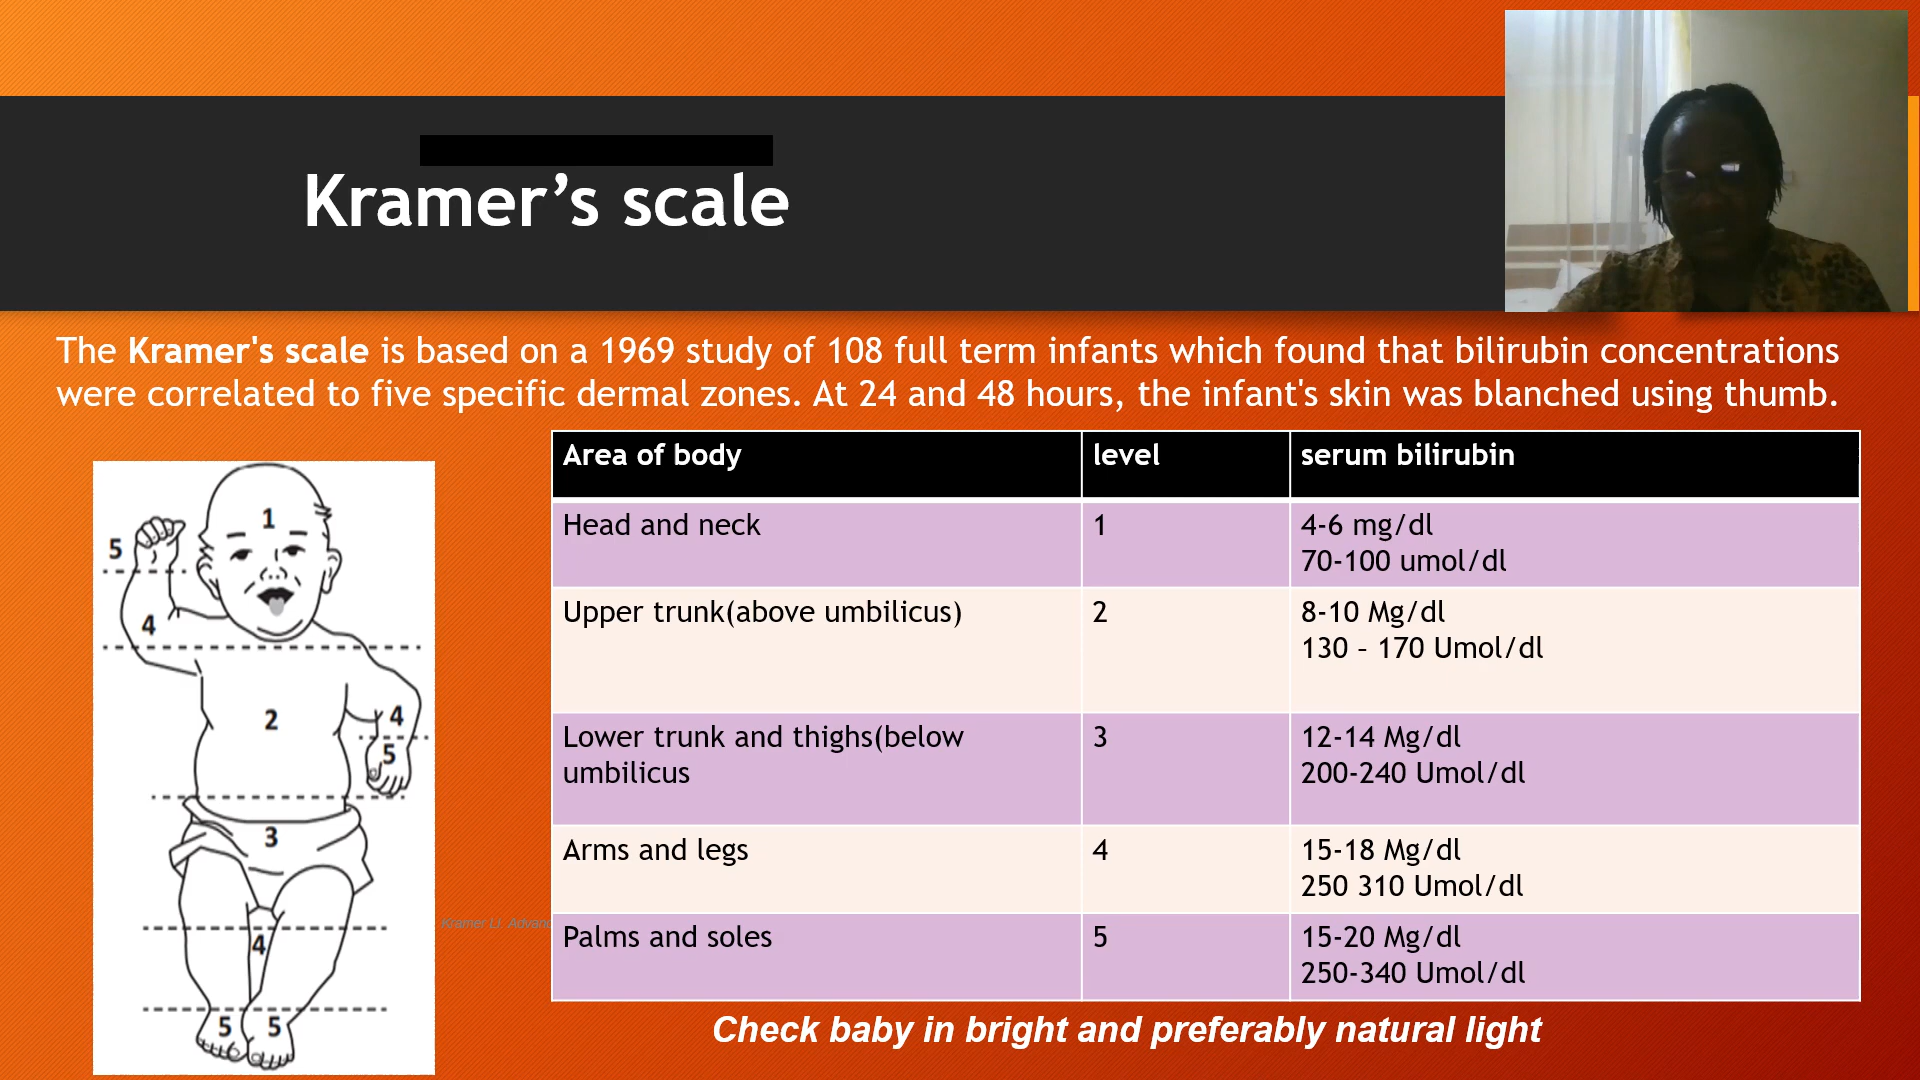 Kramer’s scale
The Kramer's scale is based on a 1969 study of 108 full term infants which found that bilirubin concentrations
were correlated to five specific dermal zones. At 24 and 48 hours, the infant's skin was blanched using thumb.
Area of body level serum bilirubin
Head and neck 1 4-6 mg/dl
70-100 umol/dl
Upper trunk(above umbilicus) 2 8-10 Mg/dl
130 – 170 Umol/dl
Lower trunk and thighs(below 3 12-14 Mg/dl
umbilicus 200-240 Umol/dl
Arms and legs 4 15-18 Mg/dl
250 310 Umol/dl
Palms and soles 5 15-20 Mg/dl
250-340 Umol/dl
1
5
4
2
4
5
3
4
5 5
Kramer LI.
Check baby in bright and preferably natural light